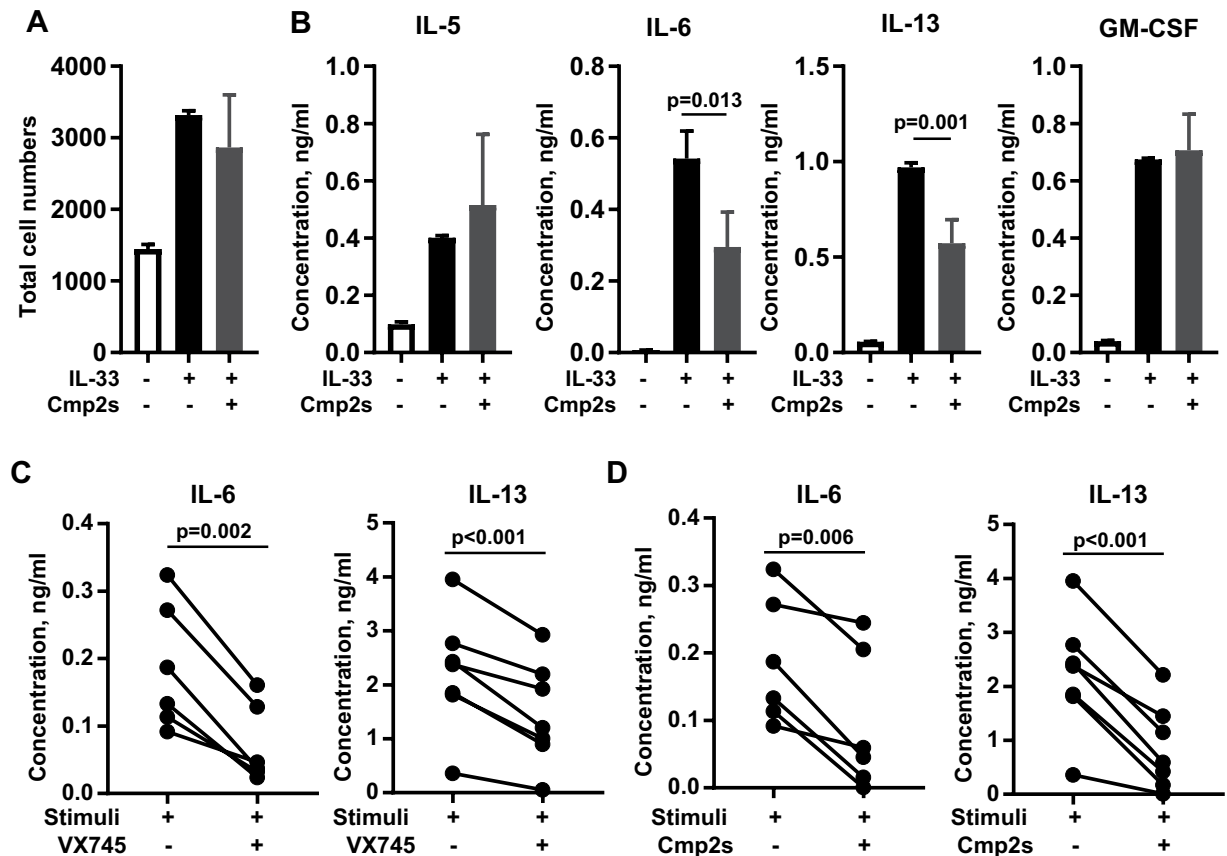 A
Total cell numbers
4000
3000
2000
1000
0
IL-33 - + +
Cmp2s - - +
B
IL-5
Concentration, ng/ml
1.0
0.8
0.6
0.4
0.2
0.0
IL-33 - + +
Cmp2s - - +
IL-6
Concentration, ng/ml
0.8
0.6
0.4
0.2
0.0
p=0.013
IL-33 - + +
Cmp2s - - +
IL-13
Concentration, ng/ml
1.5
1.0
0.5
0.0
p=0.001
IL-33 - + +
Cmp2s - - +
GM-CSF
Concentration, ng/ml
1.0
0.8
0.6
0.4
0.2
0.0
IL-33 - + +
Cmp2s - - +
C
IL-6
Concentration, ng/ml
0.4
0.3
0.2
0.1
0.0
p=0.002
Stimuli + +
VX745 - +
IL-13
Concentration, ng/ml
5
4
3
2
1
0
p<0.001
Stimuli + +
VX745 - +
D
IL-6
Concentration, ng/ml
0.4
0.3
0.2
0.1
0.0
p=0.006
Stimuli + +
Cmp2s - +
IL-13
Concentration, ng/ml
5
4
3
2
1
0
p<0.001
Stimuli + +
Cmp2s - +